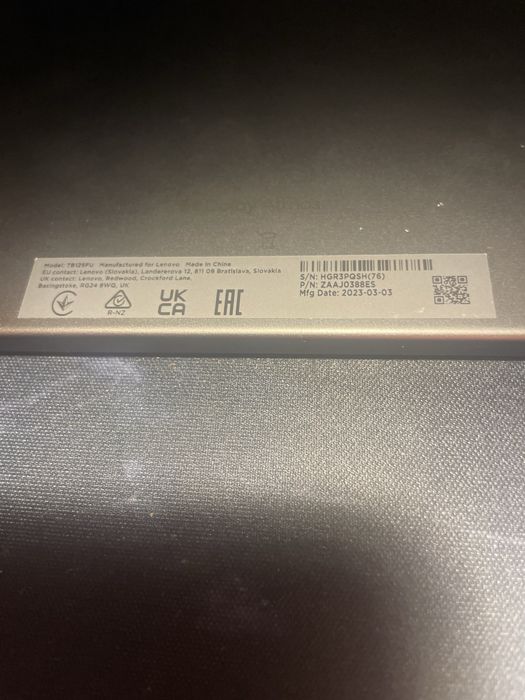 Model: TB125FU Manufactured for Lenovo Made in China
EU contact: Lenovo (Slovakia), Landererova 12, 811 09 Bratislava, Slovakia
UK contact: Lenovo, Redwood, Crockford Lane,
Basingstoke, RG24 8WQ, UK
R-NZ
UK
CA
EAC
S/N: HGR3PQSH(76)
P/N: ZAAJ0388ES
Mfg Date: 2023-03-03